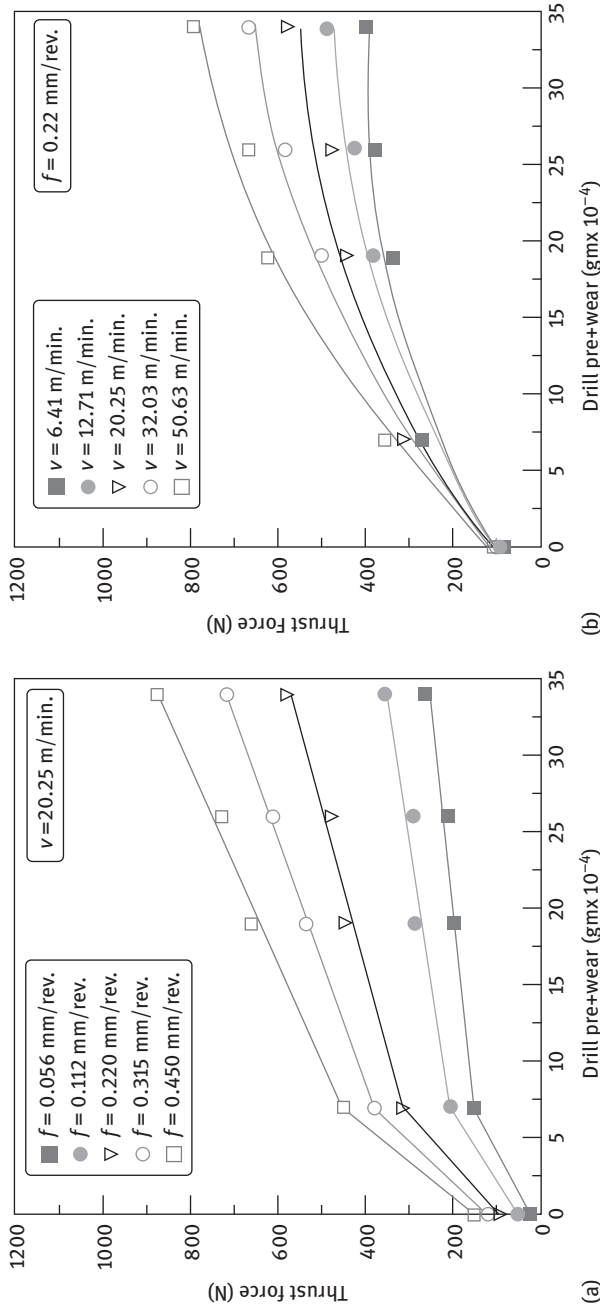 1200
1000
800
600
400
200
0
Thrust force (N)
f = 0.056 mm/rev.
f = 0.112 mm/rev.
f = 0.220 mm/rev.
f = 0.315 mm/rev.
f = 0.450 mm/rev.
v=20.25 m/min.
0
5
10
15
20
25
30
35
Drill pre+wear (gmx10⁻⁴)
(a)
1200
1000
800
600
400
200
0
Thrust Force (N)
v = 6.41 m/min.
v = 12.71 m/min.
v = 20.25 m/min.
v = 32.03 m/min.
v = 50.63 m/min.
f = 0.22 mm/rev.
0
5
10
15
20
25
30
35
Drill pre+wear (gmx 10⁻⁴)
(b)